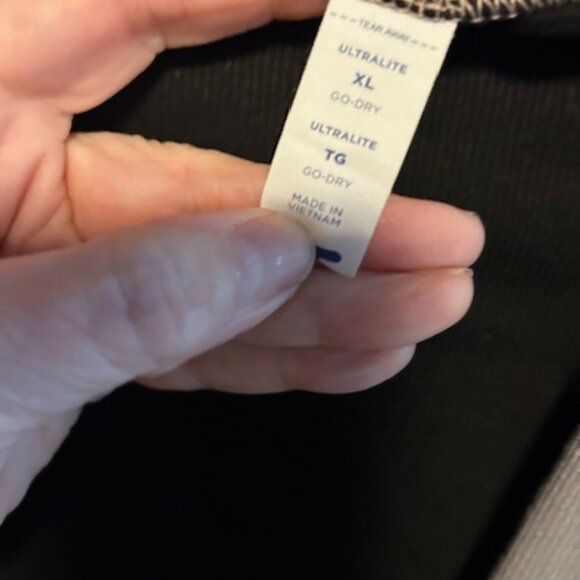 ---TEAR AWAY---
ULTRALITE
XL
GO-DRY
ULTRALITE
TG
GO-DRY
MADE IN
VIETNAM